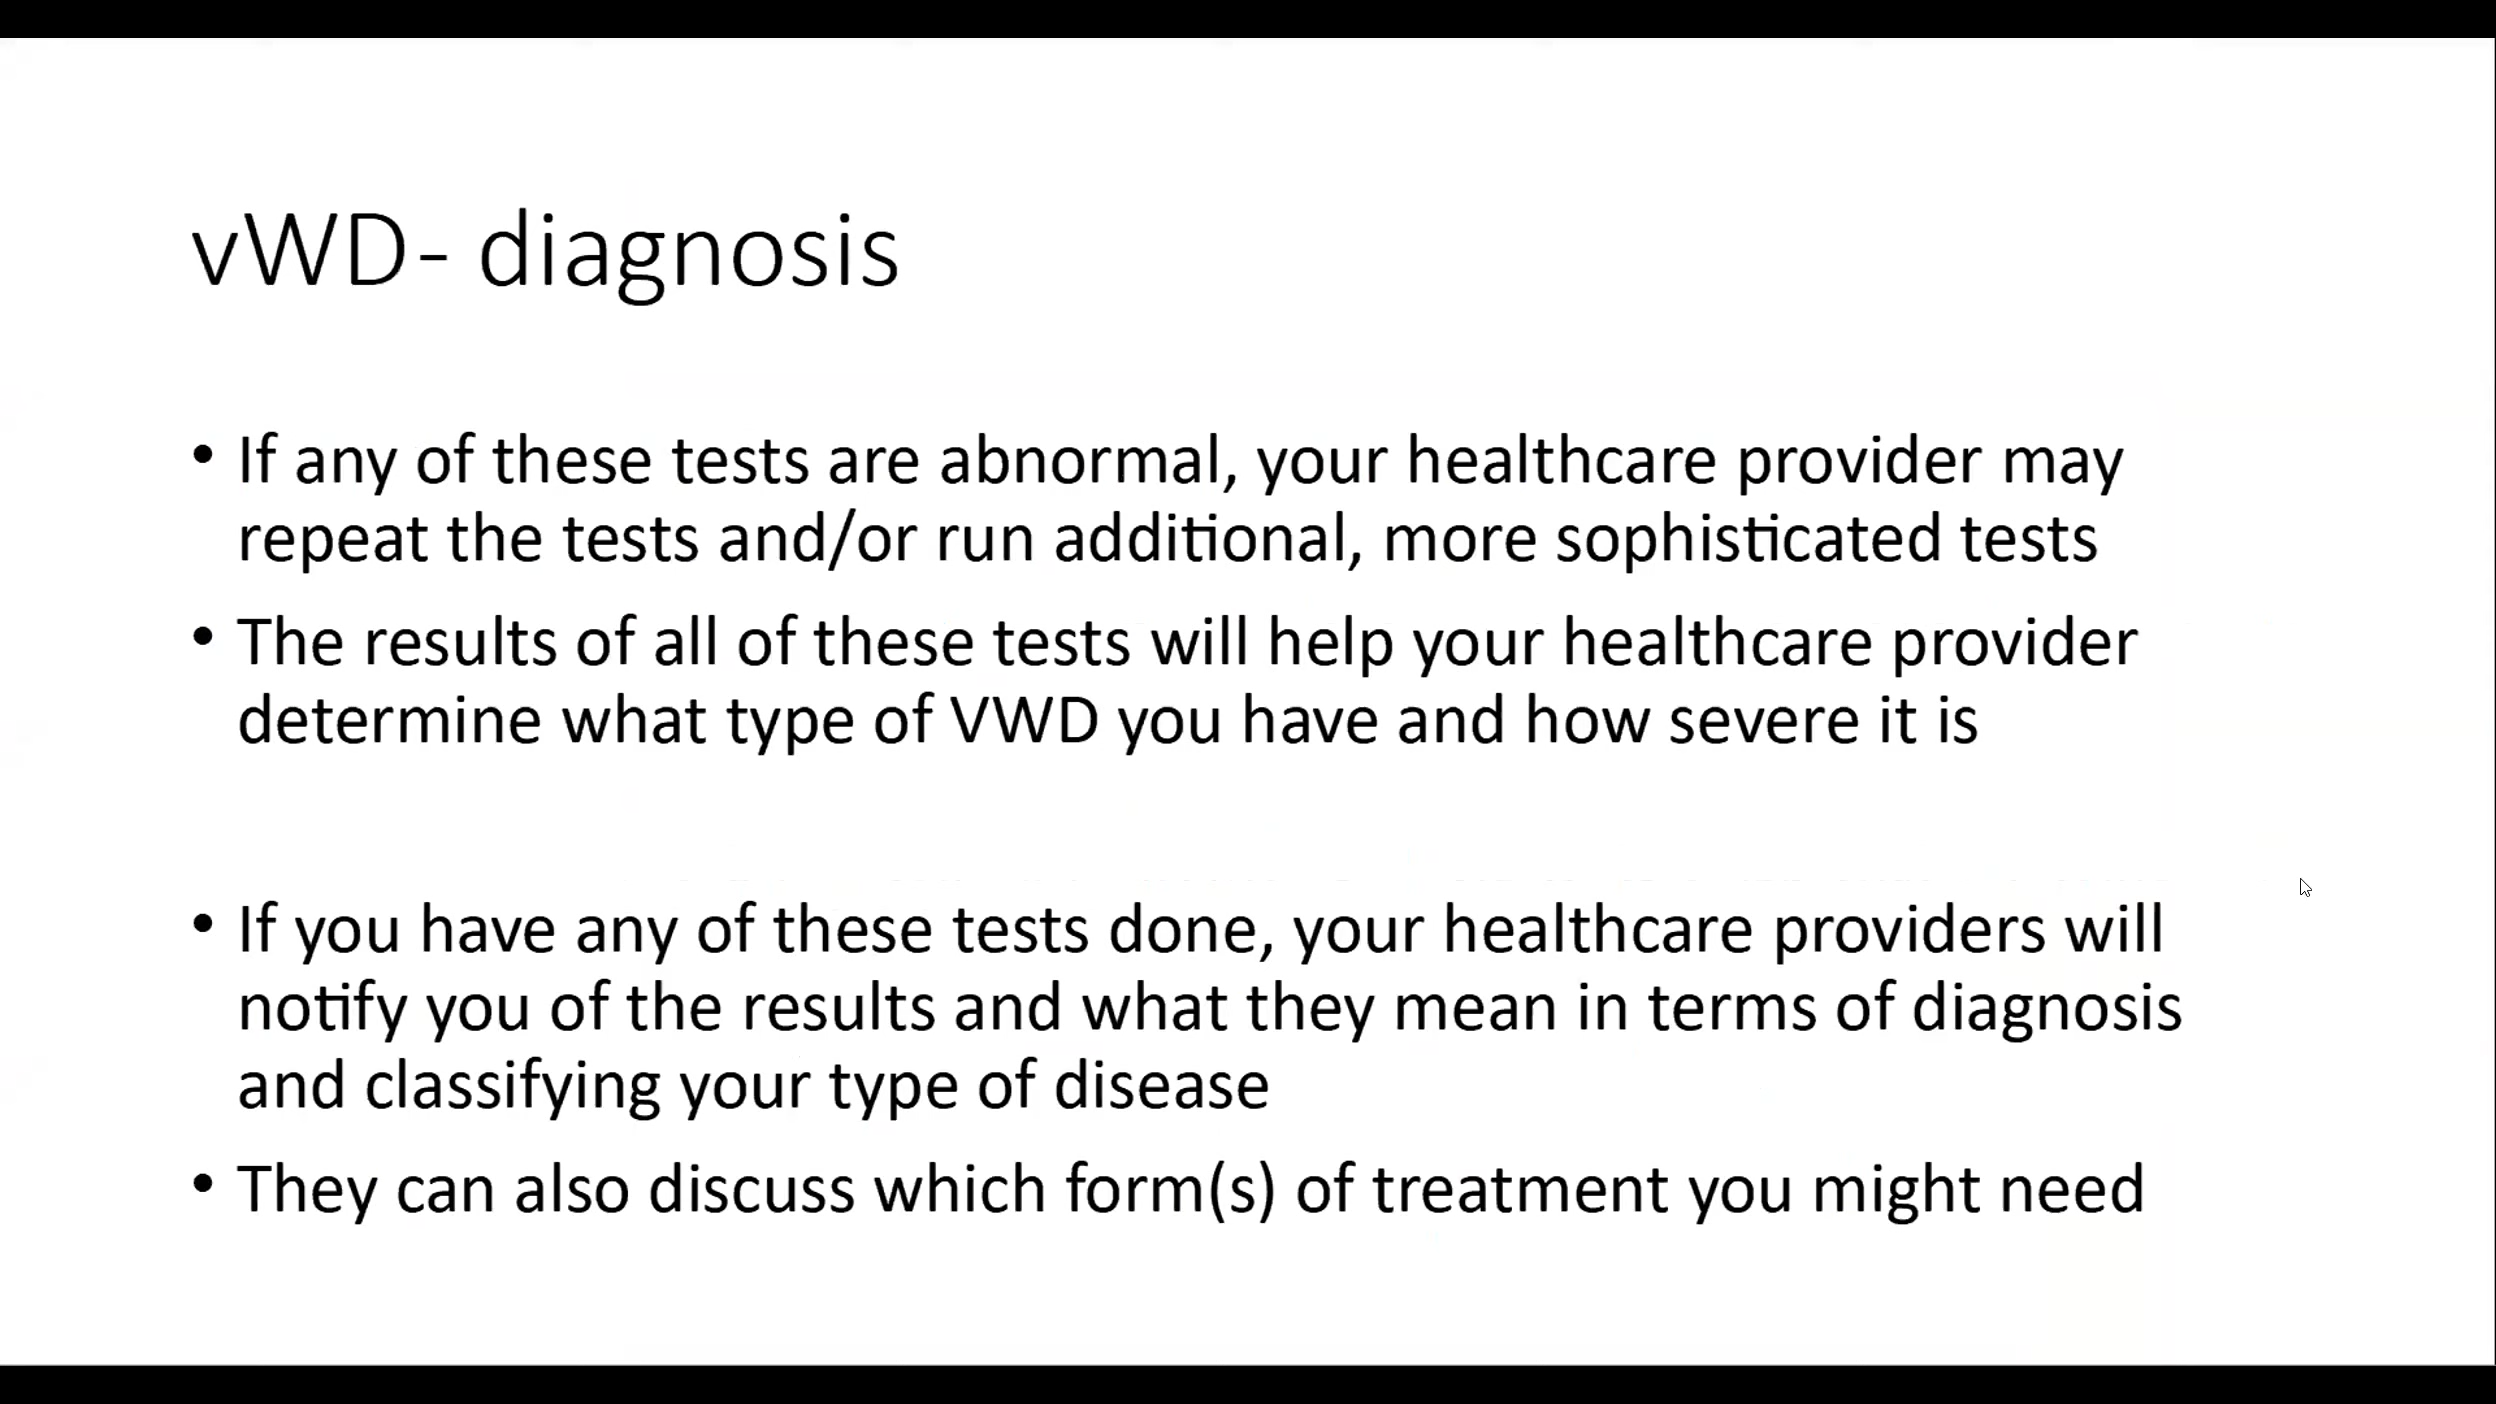 vWD- diagnosis
• If any of these tests are abnormal, your healthcare provider may
repeat the tests and/or run additional, more sophisticated tests
• The results of all of these tests will help your healthcare provider
determine what type of VWD you have and how severe it is
• If you have any of these tests done, your healthcare providers will
notify you of the results and what they mean in terms of diagnosis
and classifying your type of disease
• They can also discuss which form(s) of treatment you might need